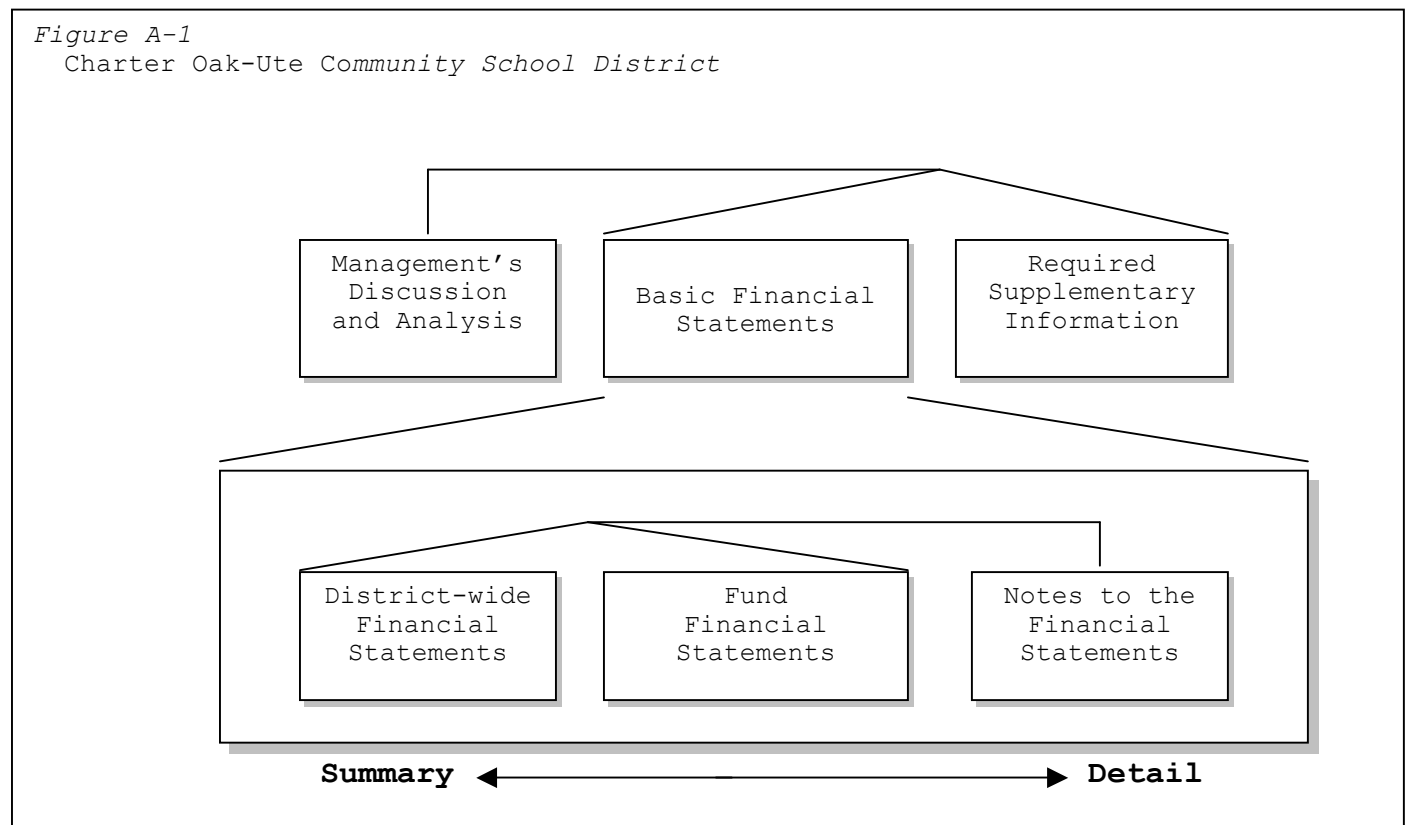 Figure A-1
Charter Oak-Ute Community School District
Management’s
Discussion
and Analysis
Basic Financial
Statements
Required
Supplementary
Information
District-wide
Financial
Statements
Fund
Financial
Statements
Notes to the
Financial
Statements
Summary
Detail